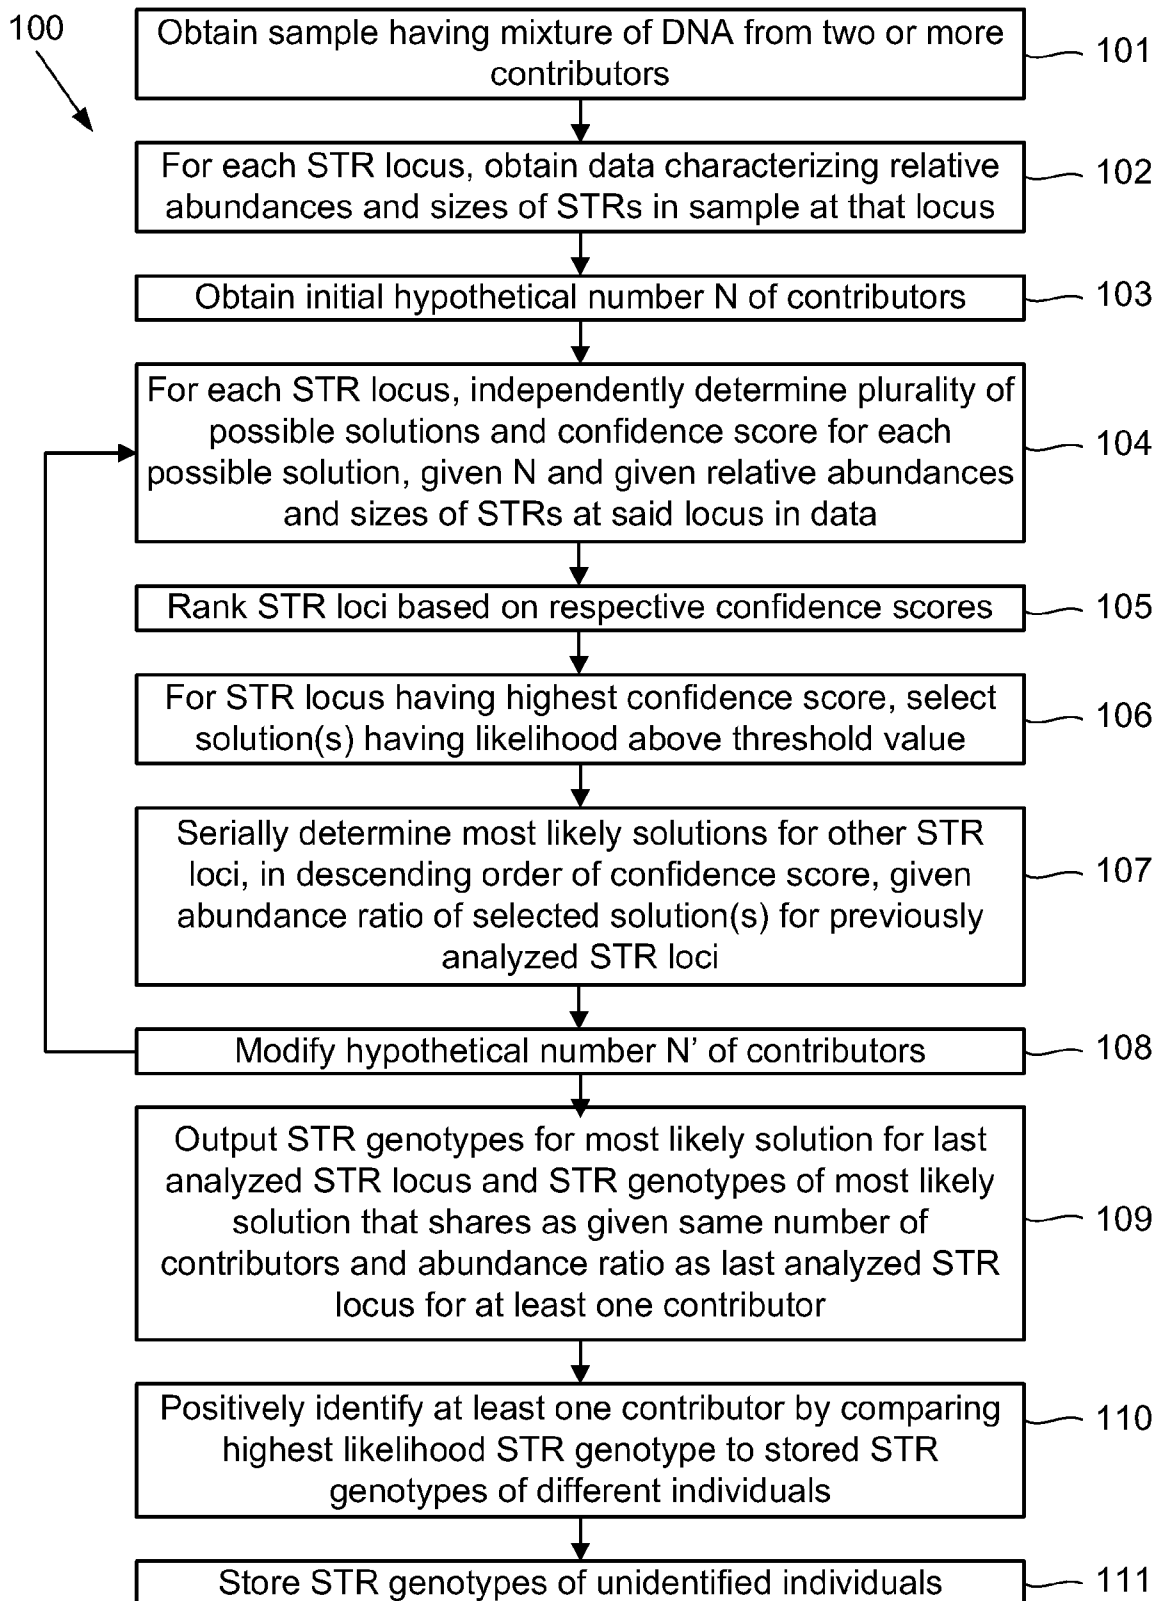 100
Obtain sample having mixture of DNA from two or more
contributors
101
For each STR locus, obtain data characterizing relative
abundances and sizes of STRs in sample at that locus
102
Obtain initial hypothetical number N of contributors
103
For each STR locus, independently determine plurality of
possible solutions and confidence score for each
possible solution, given N and given relative abundances
and sizes of STRs at said locus in data
104
Rank STR loci based on respective confidence scores
105
For STR locus having highest confidence score, select
solution(s) having likelihood above threshold value
106
Serially determine most likely solutions for other STR
loci, in descending order of confidence score, given
abundance ratio of selected solution(s) for previously
analyzed STR loci
107
Modify hypothetical number N' of contributors
108
Output STR genotypes for most likely solution for last
analyzed STR locus and STR genotypes of most likely
solution that shares as given same number of
contributors and abundance ratio as last analyzed STR
locus for at least one contributor
109
Positively identify at least one contributor by comparing
highest likelihood STR genotype to stored STR
genotypes of different individuals
110
Store STR genotypes of unidentified individuals
111